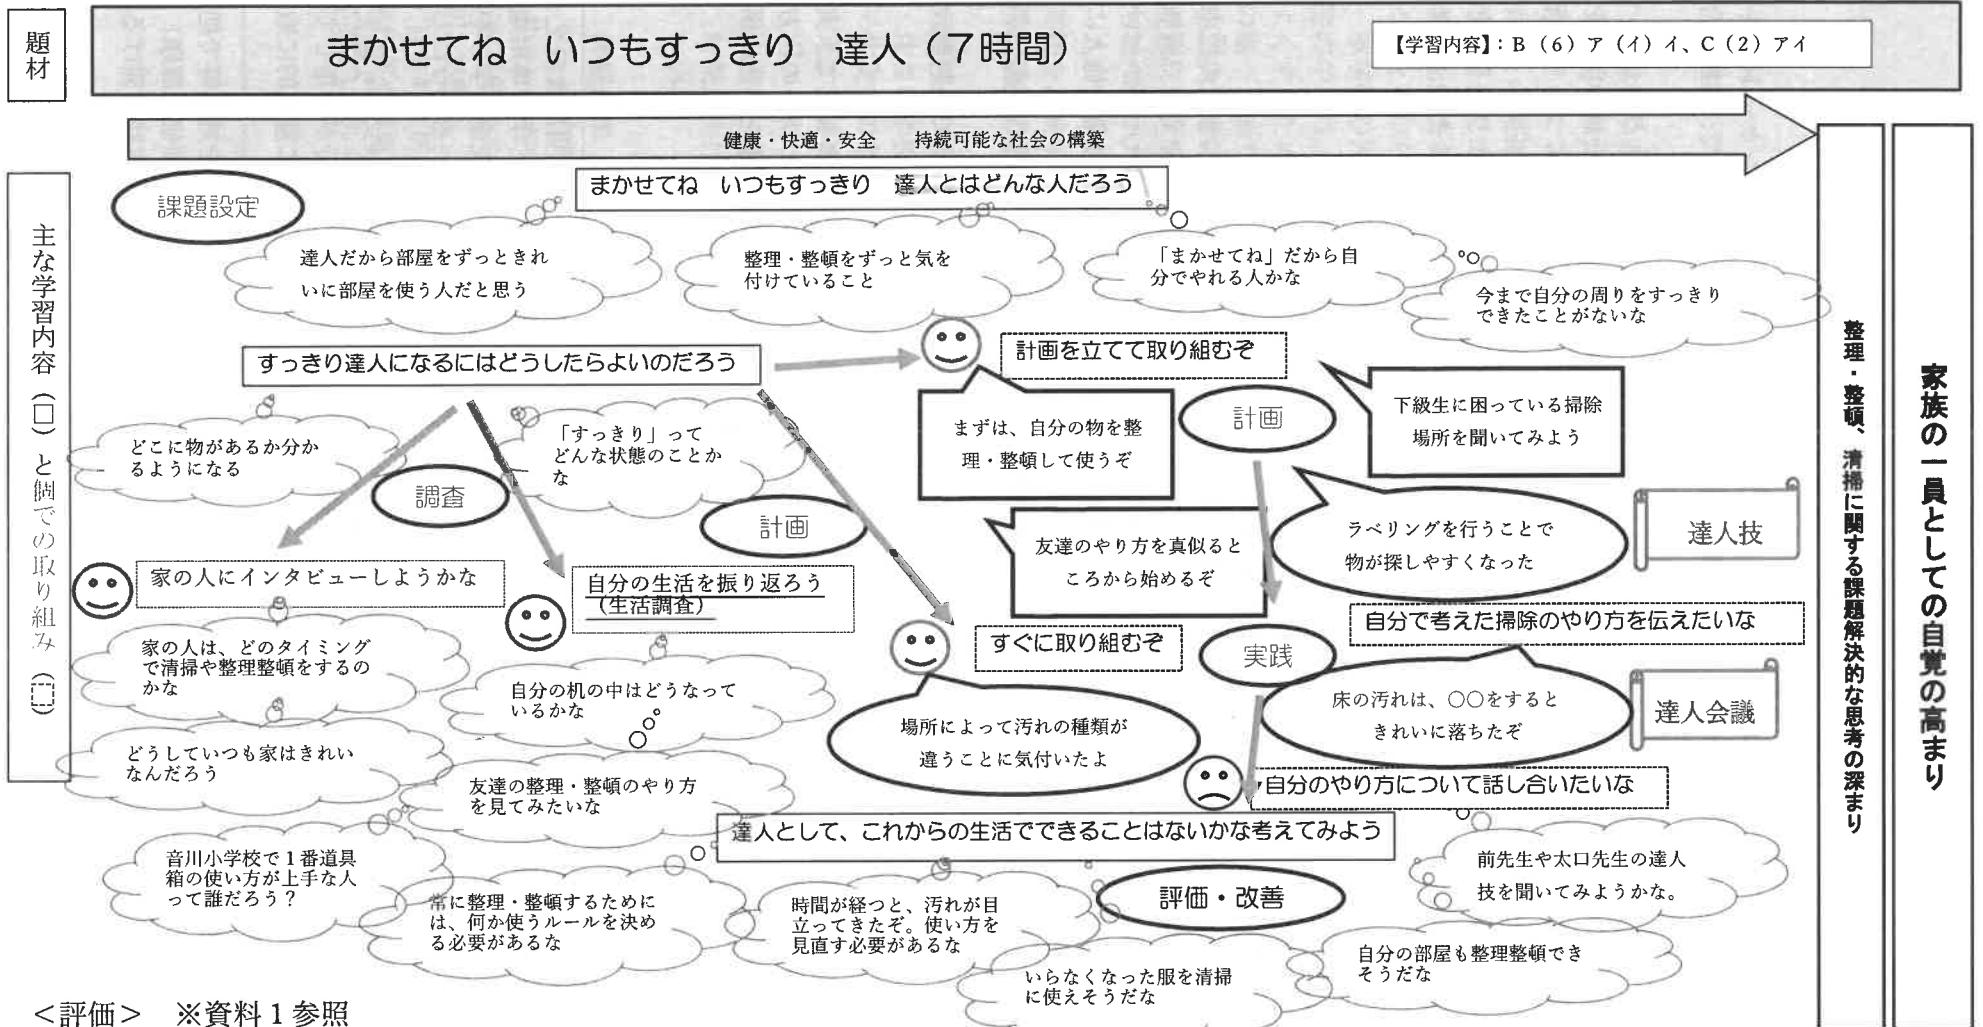 題材
まかせてね　いつもすっきり　達人（７時間）
【学習内容】：Ｂ（６）ア（イ）イ、Ｃ（２）アイ
健康・快適・安全　　持続可能な社会の構築
主な学習内容（□）と個での取り組み（□）
課題設定
まかせてね　いつもすっきり　達人とはどんな人だろう
達人だから部屋をずっときれ
いに部屋を使う人だと思う
整理・整頓をずっと気を
付けていること
「まかせてね」だから自
分でやれる人かな
今まで自分の周りをすっきり
できたことがないな
すっきり達人になるにはどうしたらよいのだろう
計画を立てて取り組むぞ
まずは、自分の物を整
理・整頓して使うぞ
計画
下級生に困っている掃除
場所を聞いてみよう
どこに物があるか分か
るようになる
調査
「すっきり」って
どんな状態のことか
な
計画
友達のやり方を真似ると
ころから始めるぞ
ラベリングを行うことで
物が探しやすくなった
達人技
家の人にインタビューしようかな
自分の生活を振り返ろう
（生活調査）
すぐに取り組むぞ
実践
自分で考えた掃除のやり方を伝えたいな
家の人は、どのタイミング
で清掃や整理整頓をするの
かな
自分の机の中はどうなって
いるかな
場所によって汚れの種類が
違うことに気付いたよ
床の汚れは、○○をすると
きれいに落ちたぞ
達人会議
どうしていつも家はきれい
なんだろう
友達の整理・整頓のやり方
を見てみたいな
自分のやり方について話し合いたいな
達人として、これからの生活でできることはないかな考えてみよう
音川小学校で１番道具
箱の使い方が上手な人
って誰だろう？
常に整理・整頓するために
は、何か使うルールを決め
る必要があるな
時間が経つと、汚れが目
立ってきたぞ。使い方を
見直す必要があるな
評価・改善
前先生や太口先生の達人
技を聞いてみようかな。
いらなくなった服を清掃
に使えそうだな
自分の部屋も整理整頓でき
そうだな
整理・整頓、清掃に関する課題解決的な思考の深まり
家族の一員としての自覚の高まり
＜評価＞　※資料１参照